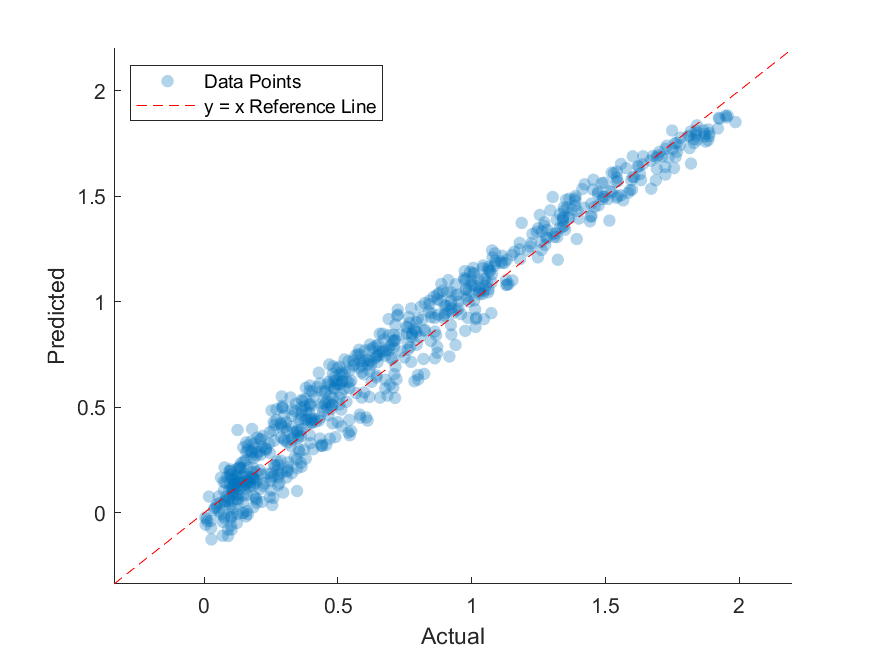 Data Points
y = x Reference Line
2
1.5
1
0.5
0
Predicted
0
0.5
1
1.5
2
Actual